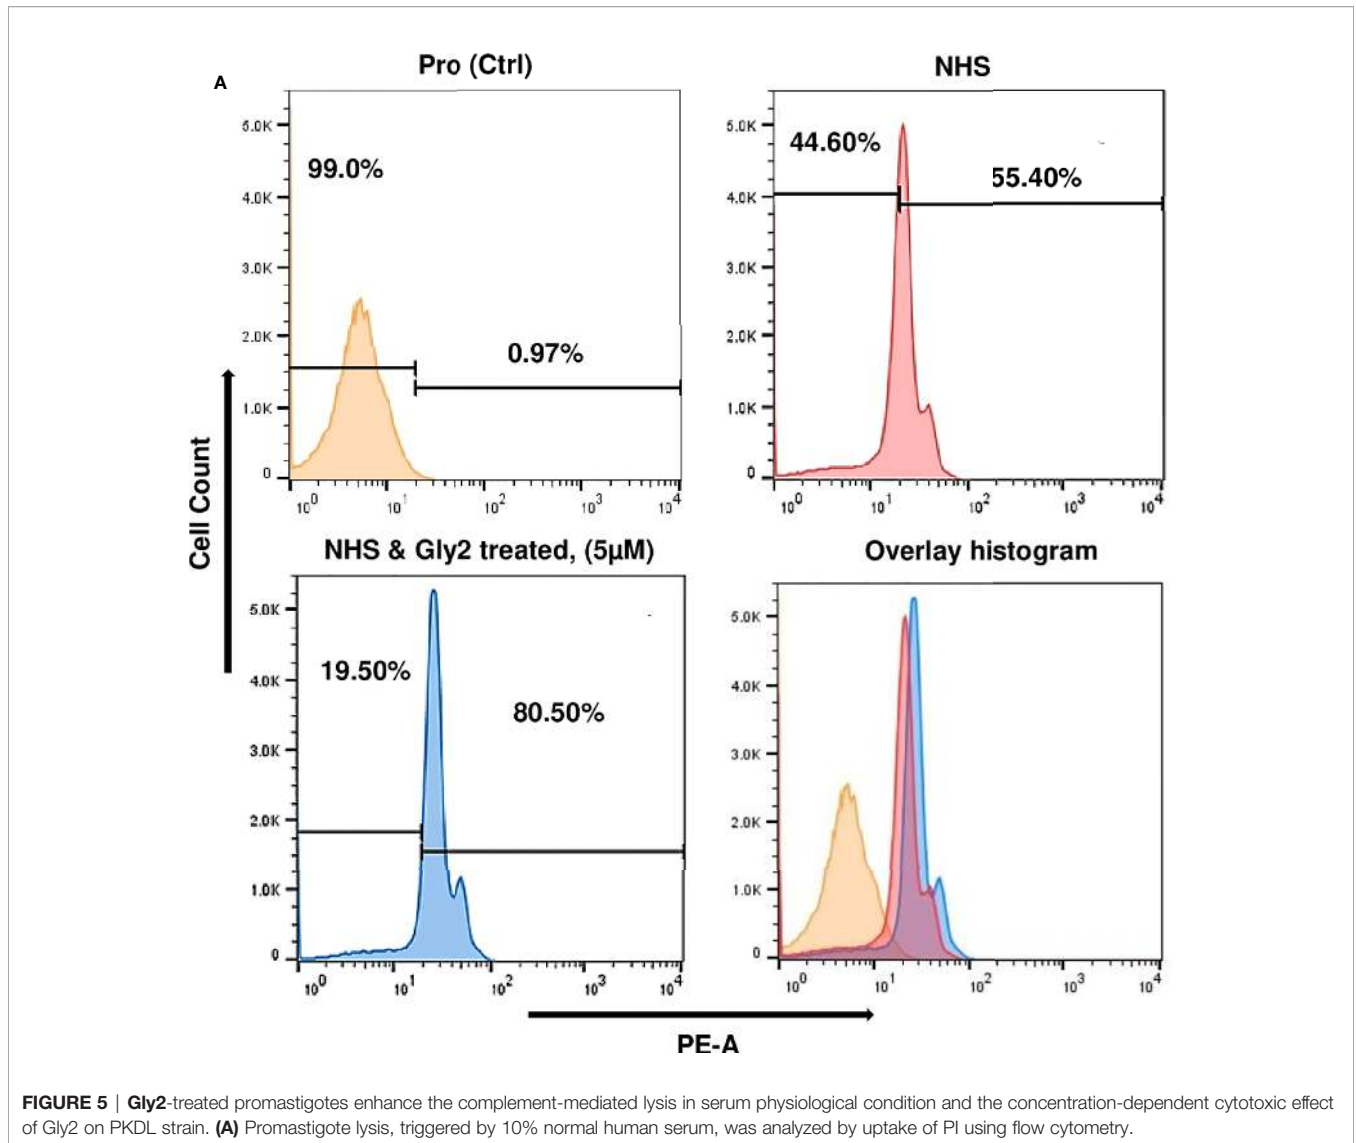 A
Pro (Ctrl)
5.0K
4.0K
3.0K
2.0K
1.0K
0
99.0%
0.97%
10^0 10^1 10^2 10^3 10^4
NHS
5.0K
4.0K
3.0K
2.0K
1.0K
0
44.60%
55.40%
10^0 10^1 10^2 10^3 10^4
Cell Count
NHS & Gly2 treated, (5µM)
5.0K
4.0K
3.0K
2.0K
1.0K
0
19.50%
80.50%
10^0 10^1 10^2 10^3 10^4
Overlay histogram
5.0K
4.0K
3.0K
2.0K
1.0K
0
10^0 10^1 10^2 10^3 10^4
PE-A
FIGURE 5 | Gly2-treated promastigotes enhance the complement-mediated lysis in serum physiological condition and the concentration-dependent cytotoxic effect
of Gly2 on PKDL strain. (A) Promastigote lysis, triggered by 10% normal human serum, was analyzed by uptake of PI using flow cytometry.